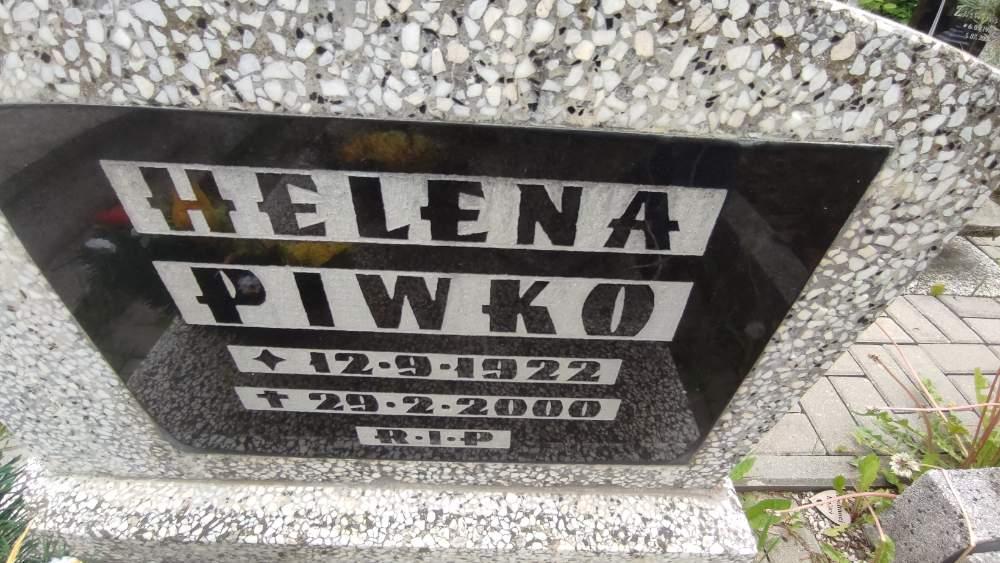 HELENA
PIWKO
✦ 12·9·1922
✝ 29·2·2000
R·I·P